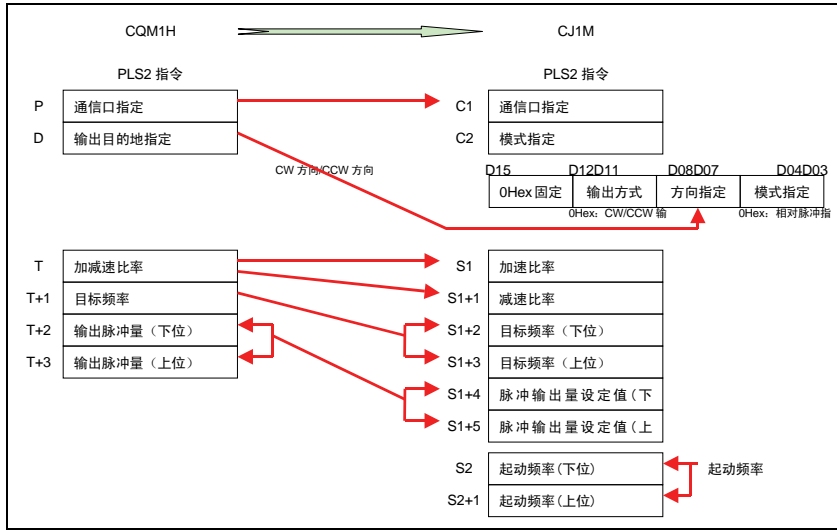 CQM1H CJ1M
PLS2 指令 PLS2 指令
P 通信口指定 C1 通信口指定
D 输出目的地指定 C2 模式指定
CW 方向/CCW 方向 D15 D12D11 D08D07 D04D03
0Hex 固定 输出方式 方向指定 模式指定
0Hex：CW/CCW 输 0Hex：相对脉冲指
T 加减速比率 S1 加速比率
T+1 目标频率 S1+1 减速比率
T+2 输出脉冲量（下位） S1+2 目标频率（下位）
T+3 输出脉冲量（上位） S1+3 目标频率（上位）
S1+4 脉冲输出量设定值(下
S1+5 脉冲输出量设定值(上
S2 起动频率(下位) 起动频率
S2+1 起动频率(上位)